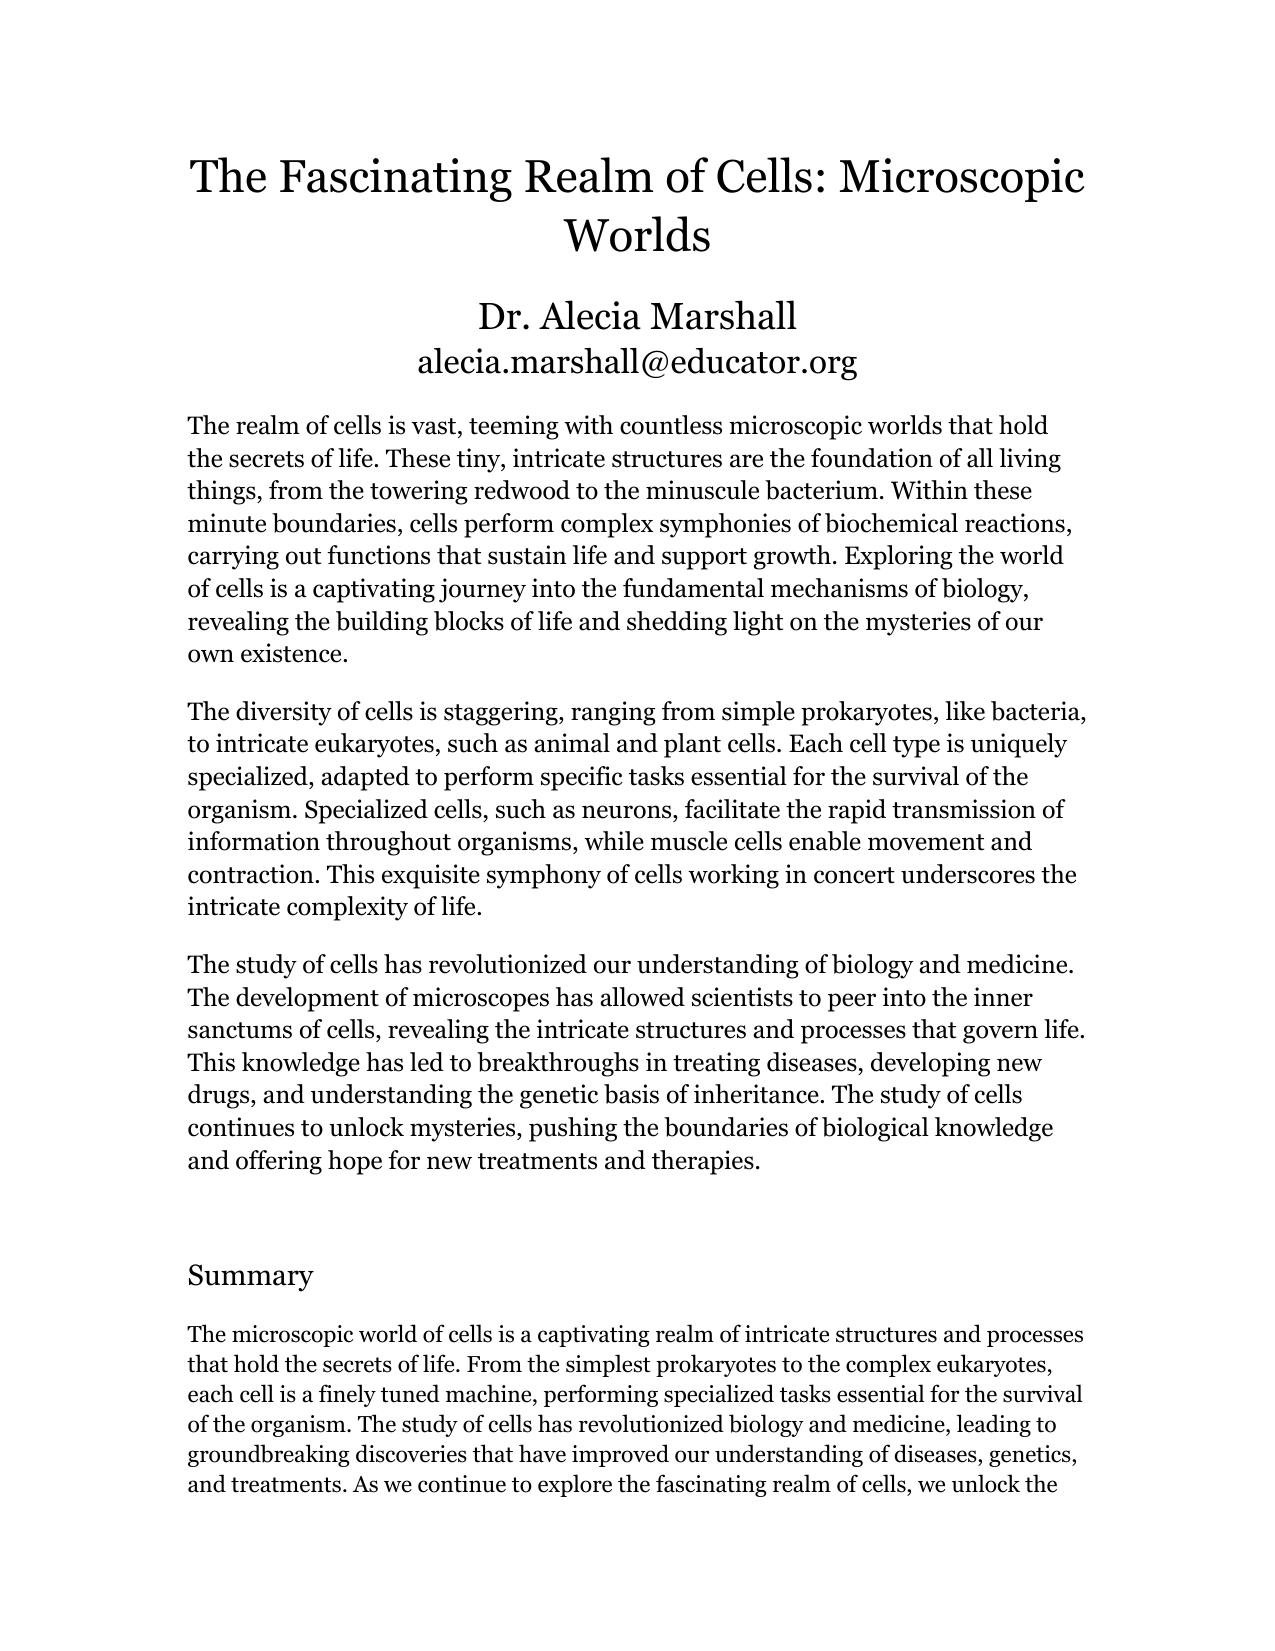 The Fascinating Realm of Cells: Microscopic
Worlds
Dr. Alecia Marshall
alecia.marshall@educator.org
The realm of cells is vast, teeming with countless microscopic worlds that hold
the secrets of life. These tiny, intricate structures are the foundation of all living
things, from the towering redwood to the minuscule bacterium. Within these
minute boundaries, cells perform complex symphonies of biochemical reactions,
carrying out functions that sustain life and support growth. Exploring the world
of cells is a captivating journey into the fundamental mechanisms of biology,
revealing the building blocks of life and shedding light on the mysteries of our
own existence.
The diversity of cells is staggering, ranging from simple prokaryotes, like bacteria,
to intricate eukaryotes, such as animal and plant cells. Each cell type is uniquely
specialized, adapted to perform specific tasks essential for the survival of the
organism. Specialized cells, such as neurons, facilitate the rapid transmission of
information throughout organisms, while muscle cells enable movement and
contraction. This exquisite symphony of cells working in concert underscores the
intricate complexity of life.
The study of cells has revolutionized our understanding of biology and medicine.
The development of microscopes has allowed scientists to peer into the inner
sanctums of cells, revealing the intricate structures and processes that govern life.
This knowledge has led to breakthroughs in treating diseases, developing new
drugs, and understanding the genetic basis of inheritance. The study of cells
continues to unlock mysteries, pushing the boundaries of biological knowledge
and offering hope for new treatments and therapies.
Summary
The microscopic world of cells is a captivating realm of intricate structures and processes
that hold the secrets of life. From the simplest prokaryotes to the complex eukaryotes,
each cell is a finely tuned machine, performing specialized tasks essential for the survival
of the organism. The study of cells has revolutionized biology and medicine, leading to
groundbreaking discoveries that have improved our understanding of diseases, genetics,
and treatments. As we continue to explore the fascinating realm of cells, we unlock the